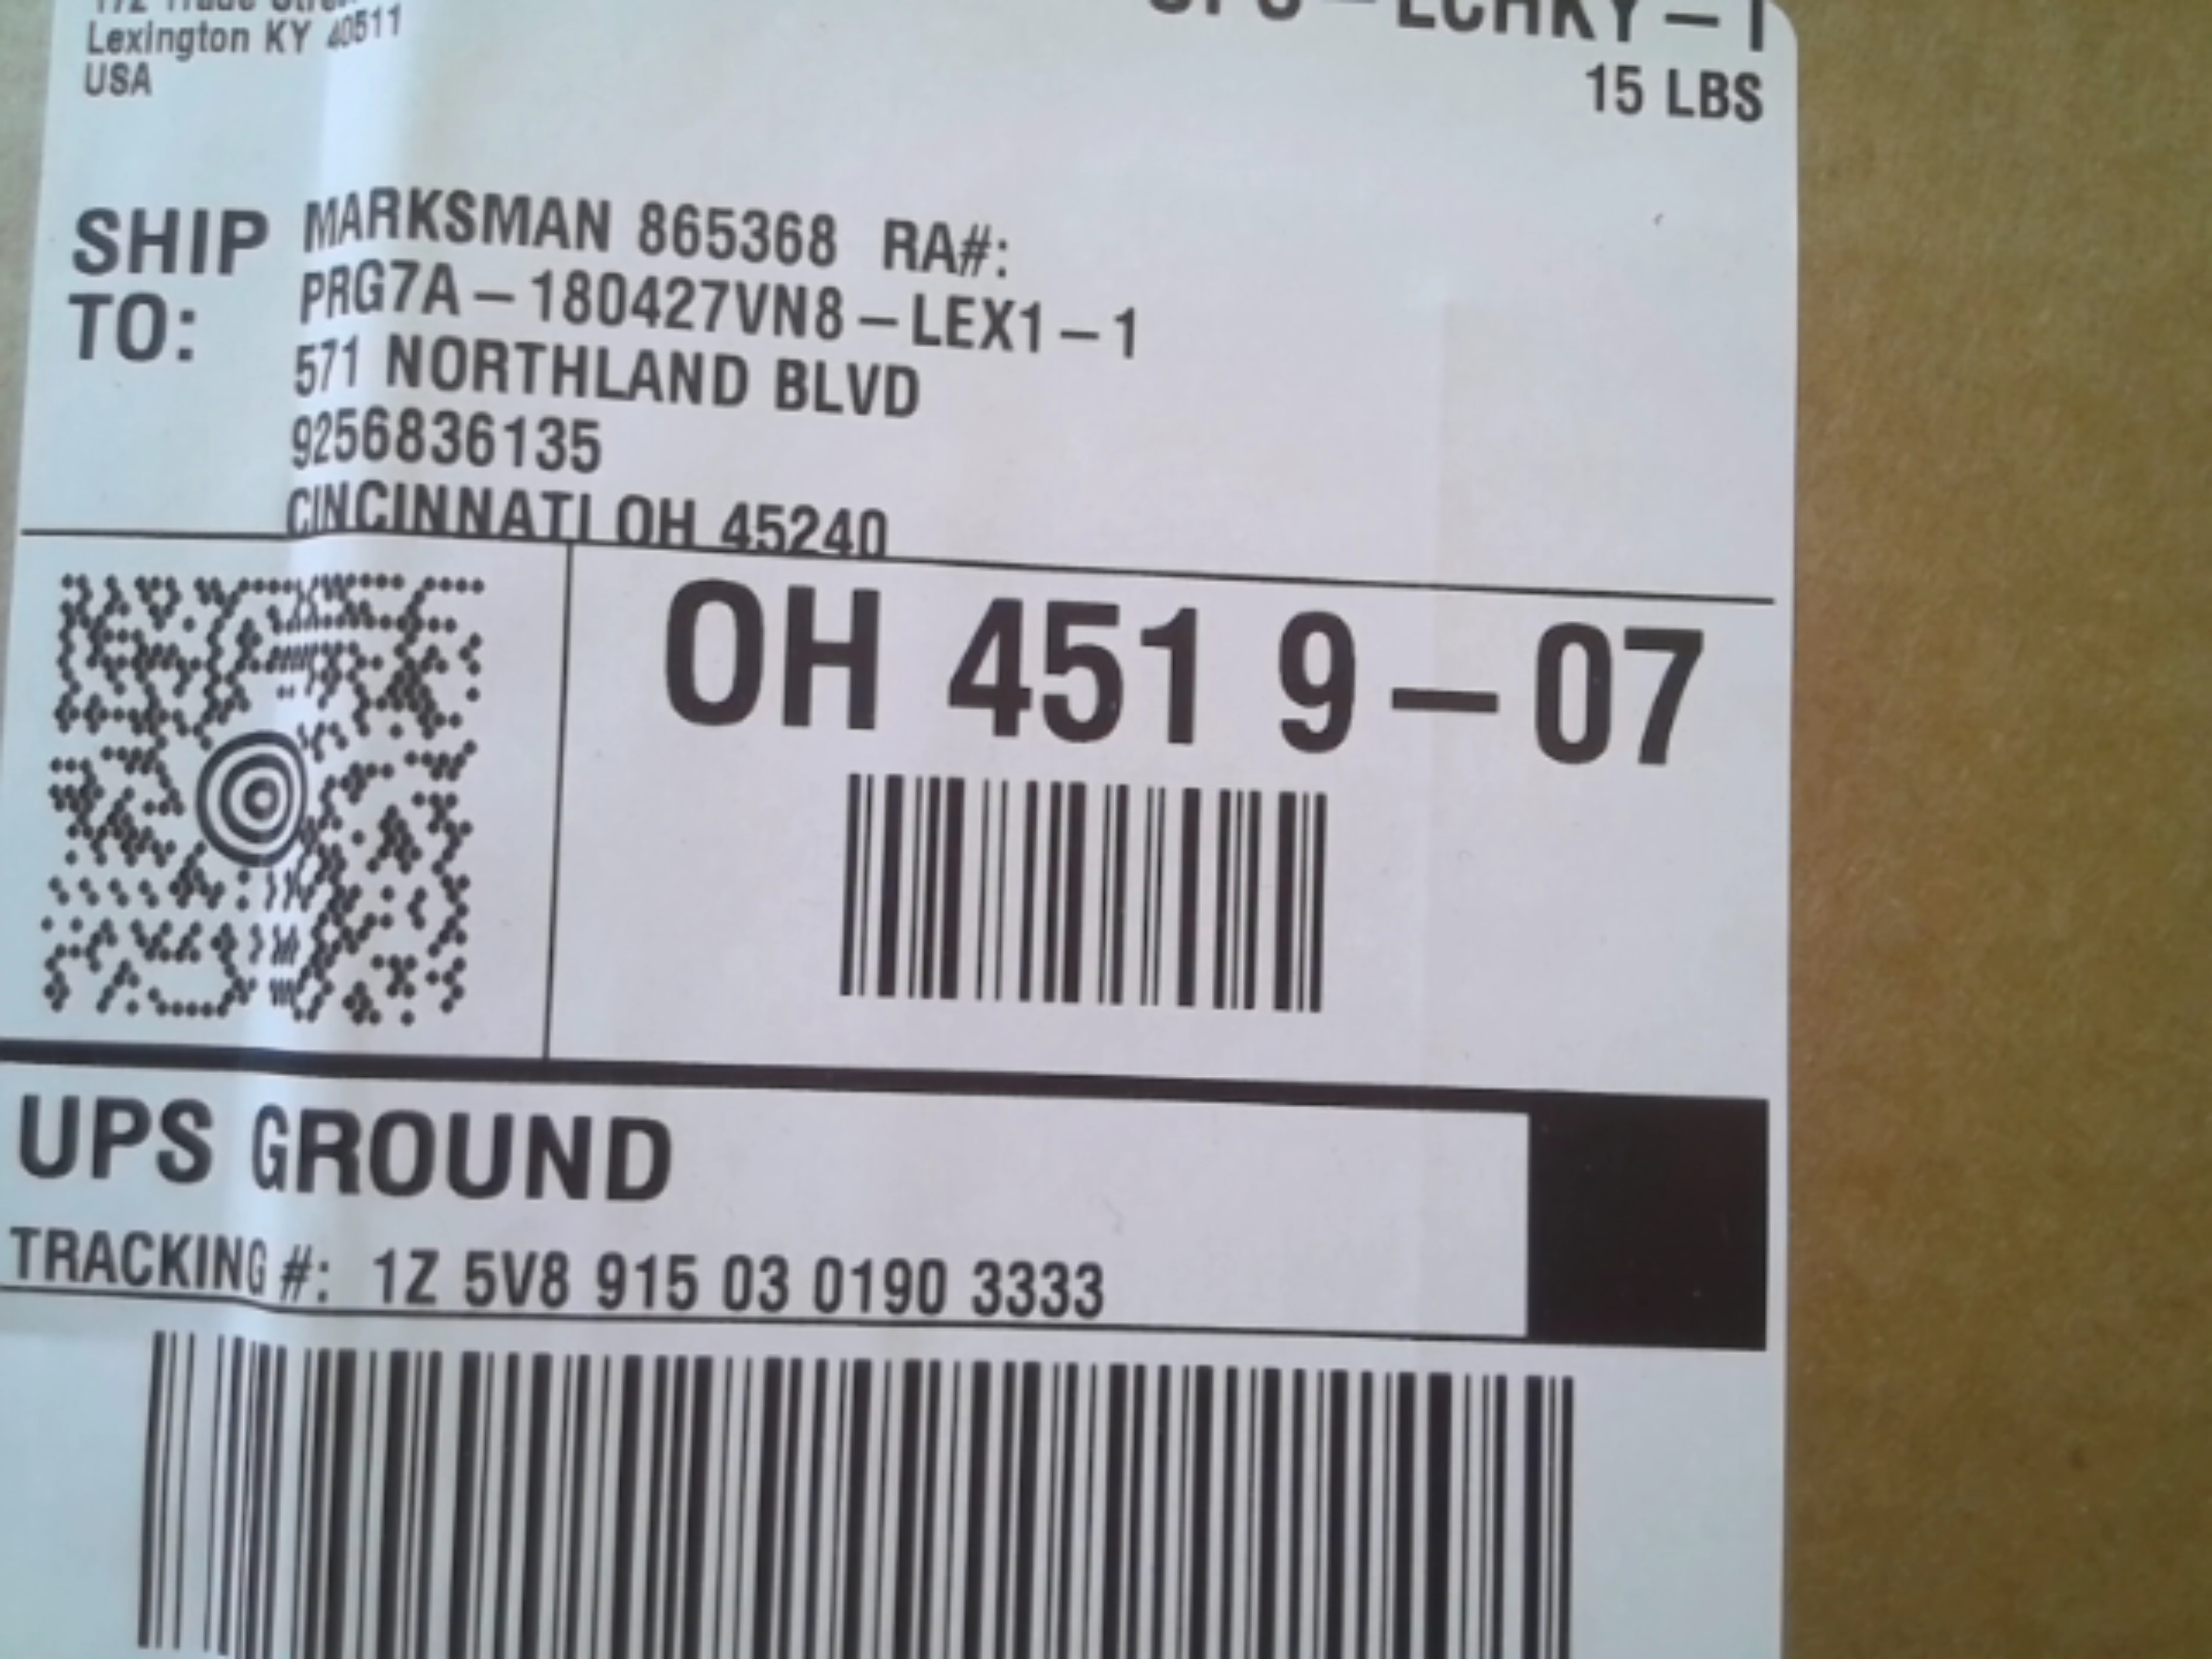 Lexington KY 40511
USA
15 LBS
SHIP TO:
MARKSMAN 865368 RA#:
PRG7A – 180427VN8 – LEX1 – 1
571 NORTHLAND BLVD
9256836135
CINCINNATI OH 45240
OH 451 9 – 07
UPS GROUND
TRACKING #: 1Z 5V8 915 03 0190 3333